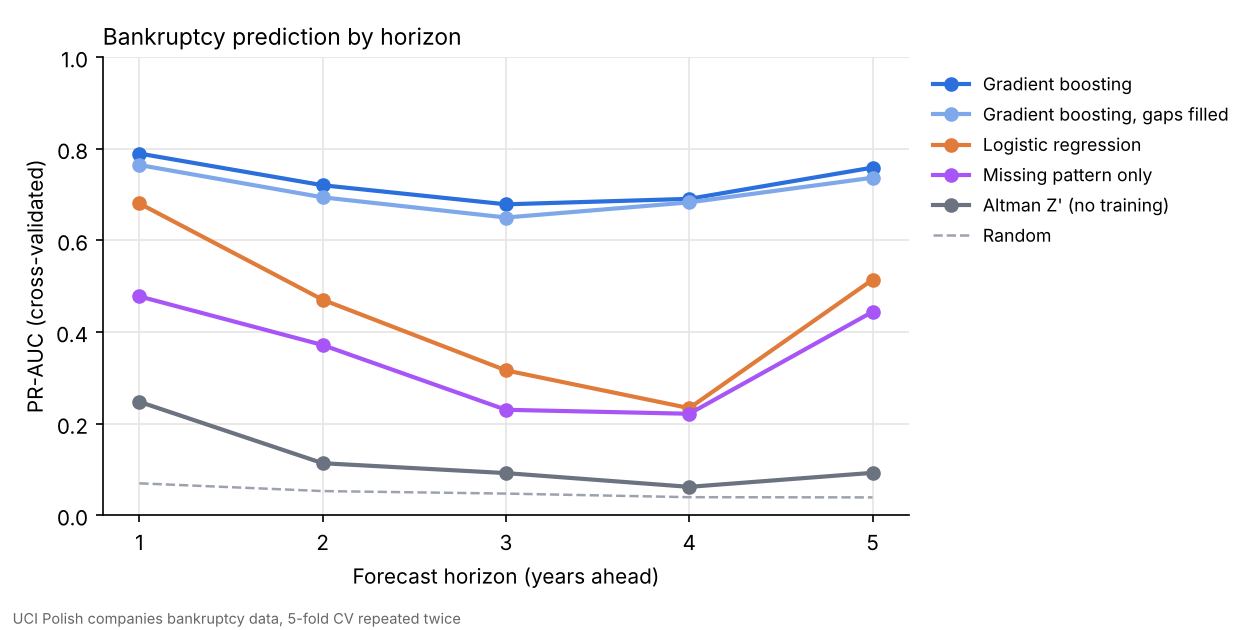 Bankruptcy prediction by horizon
1.0
0.8
0.6
0.4
0.2
0.0
PR-AUC (cross-validated)
1 2 3 4 5
Forecast horizon (years ahead)
Gradient boosting
Gradient boosting, gaps filled
Logistic regression
Missing pattern only
Altman Z' (no training)
Random
UCI Polish companies bankruptcy data, 5-fold CV repeated twice